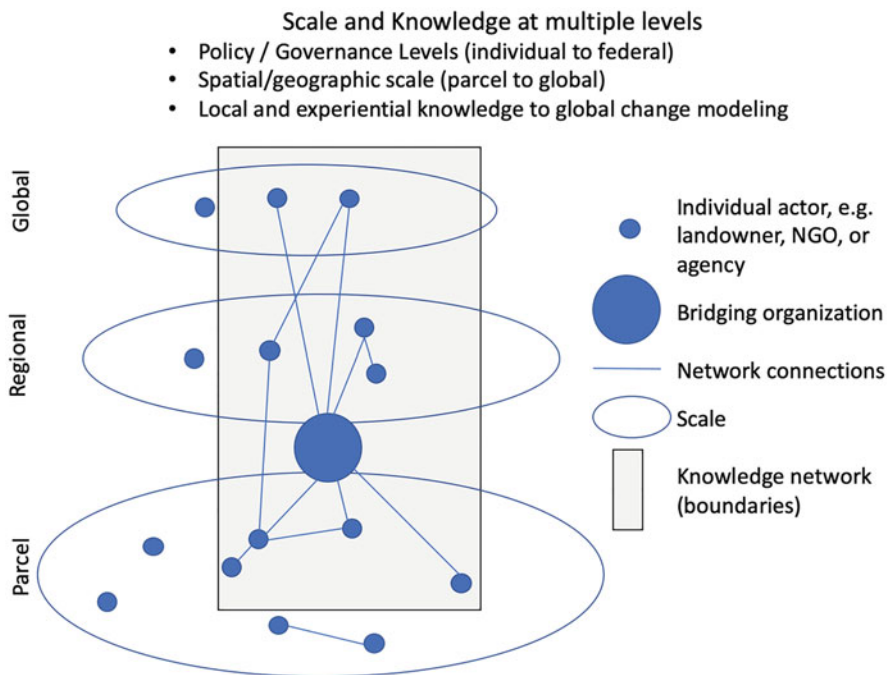 Scale and Knowledge at multiple levels
• Policy / Governance Levels (individual to federal)
• Spatial/geographic scale (parcel to global)
• Local and experiential knowledge to global change modeling
Global
Regional
Parcel
Individual actor, e.g.
landowner, NGO, or
agency
Bridging organization
Network connections
Scale
Knowledge network
(boundaries)